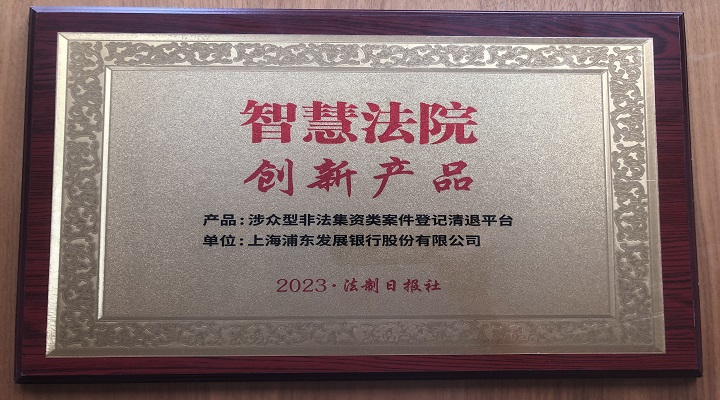 智慧法院
创新产品
产品:涉众型非法集资类案件登记清退平台
单位:上海浦东发展银行股份有限公司
2023·法制日报社